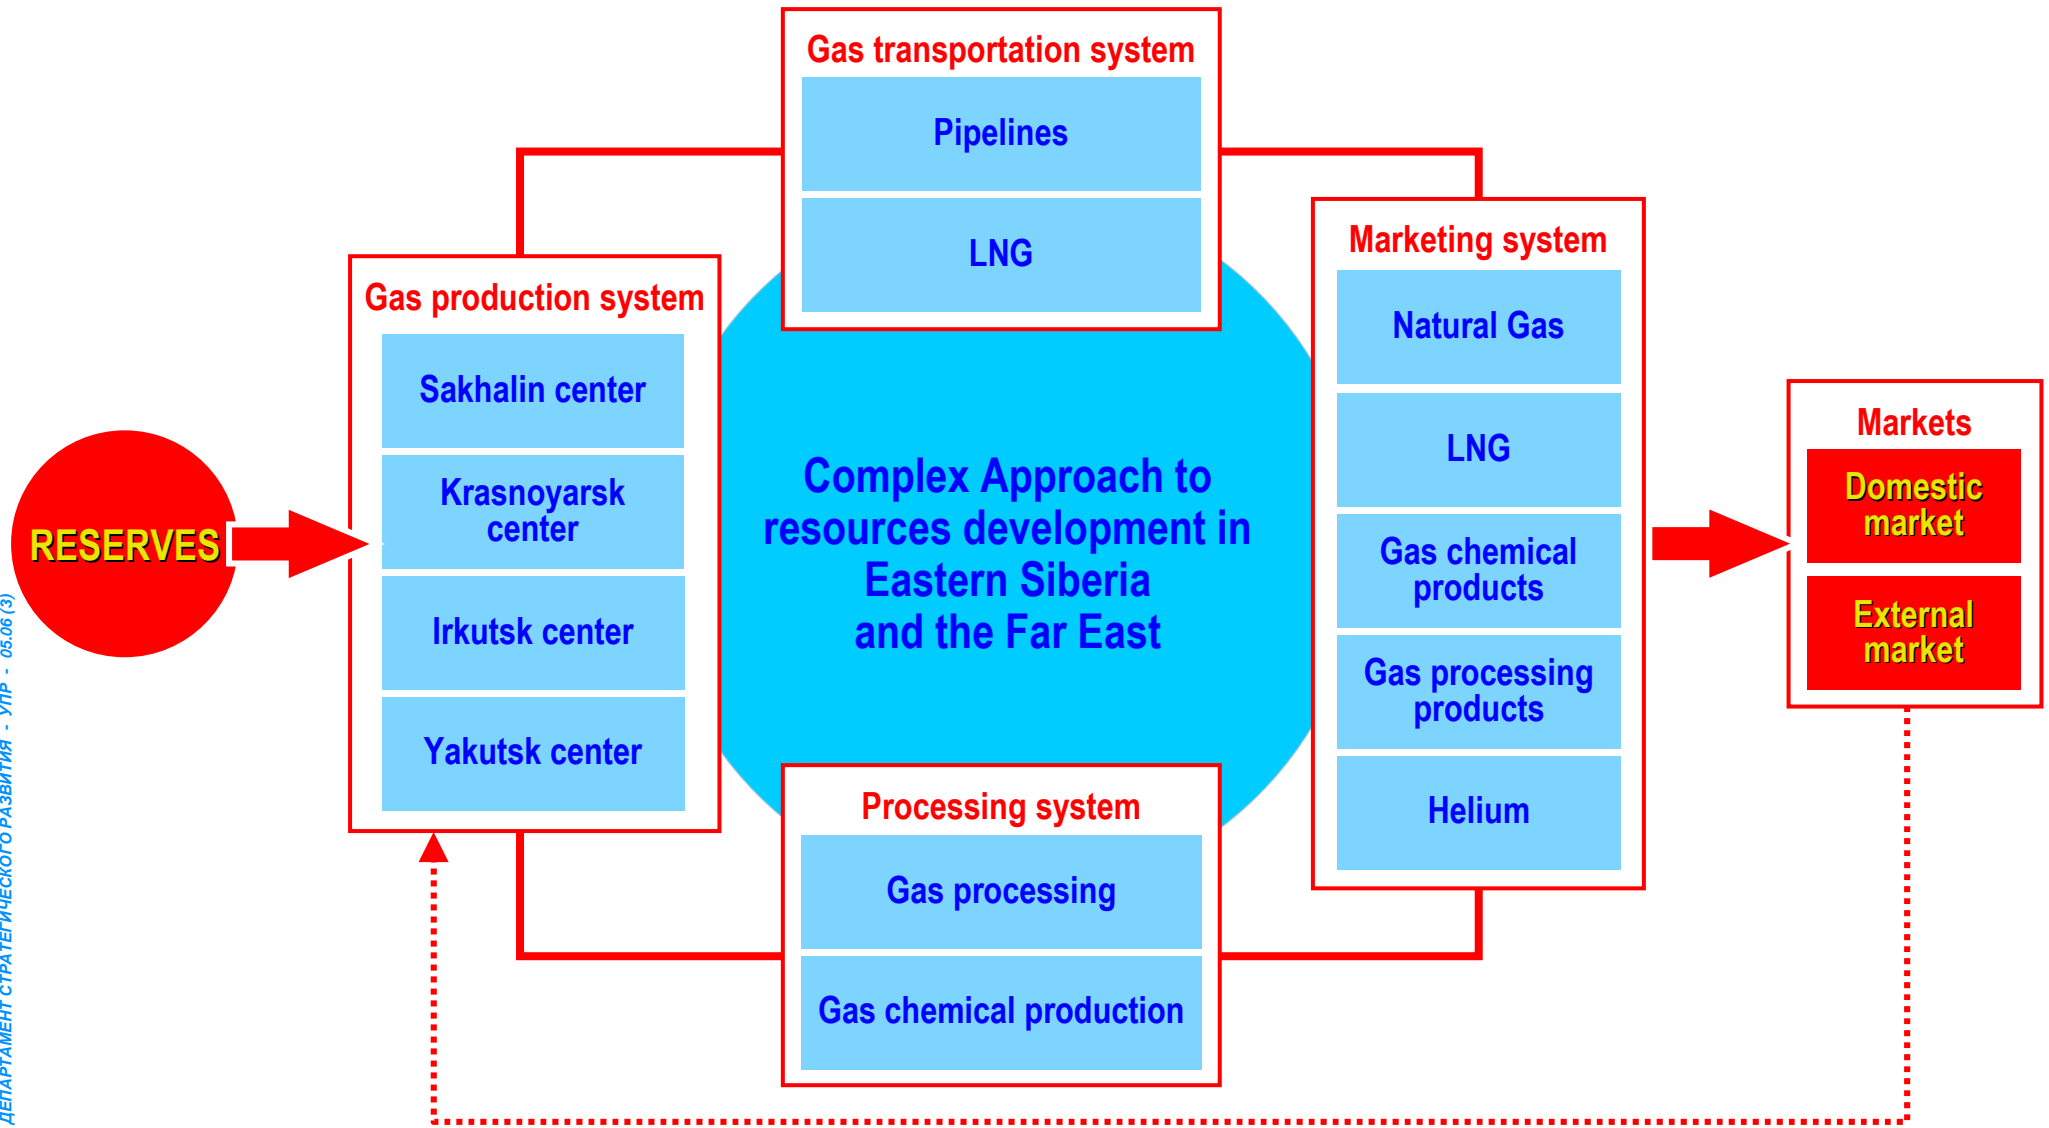 Gas transportation system
Pipelines
LNG
Gas production system
Sakhalin center
Krasnoyarsk
center
Irkutsk center
Yakutsk center
RESERVES
Complex Approach to
resources development in
Eastern Siberia
and the Far East
Processing system
Gas processing
Gas chemical production
Marketing system
Natural Gas
LNG
Gas chemical
products
Gas processing
products
Helium
Markets
Domestic
market
External
market
ДЕПАРТАМЕНТ СТРАТЕГИЧЕСКОГО РАЗВИТИЯ - УПР - 05.06 (3)